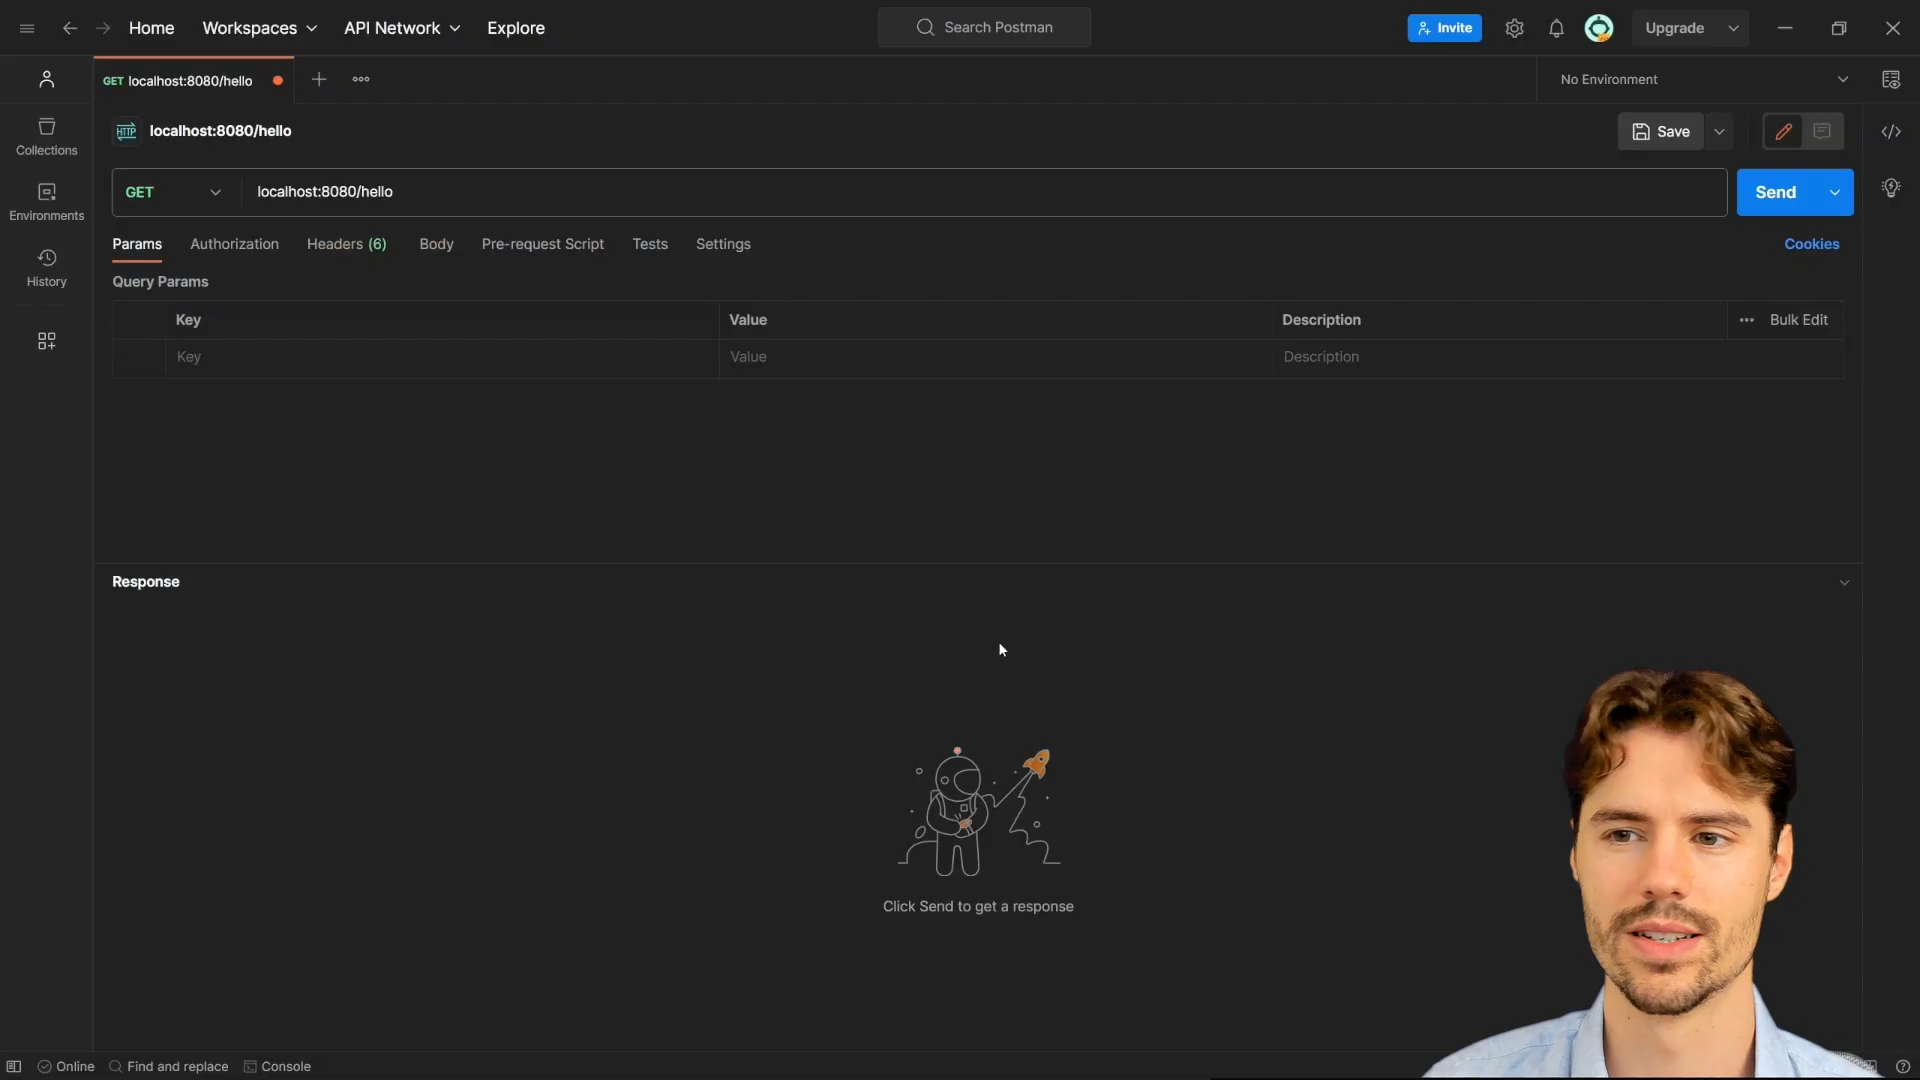 Home Workspaces API Network Explore Search Postman Invite Upgrade
GET localhost:8080/hello No Environment
HTTP localhost:8080/hello Save
Collections
GET localhost:8080/hello Send
Environments
Params Authorization Headers (6) Body Pre-request Script Tests Settings Cookies
History
Query Params
Key Value Description Bulk Edit
Key Value Description
Response
Click Send to get a response
Online Find and replace Console